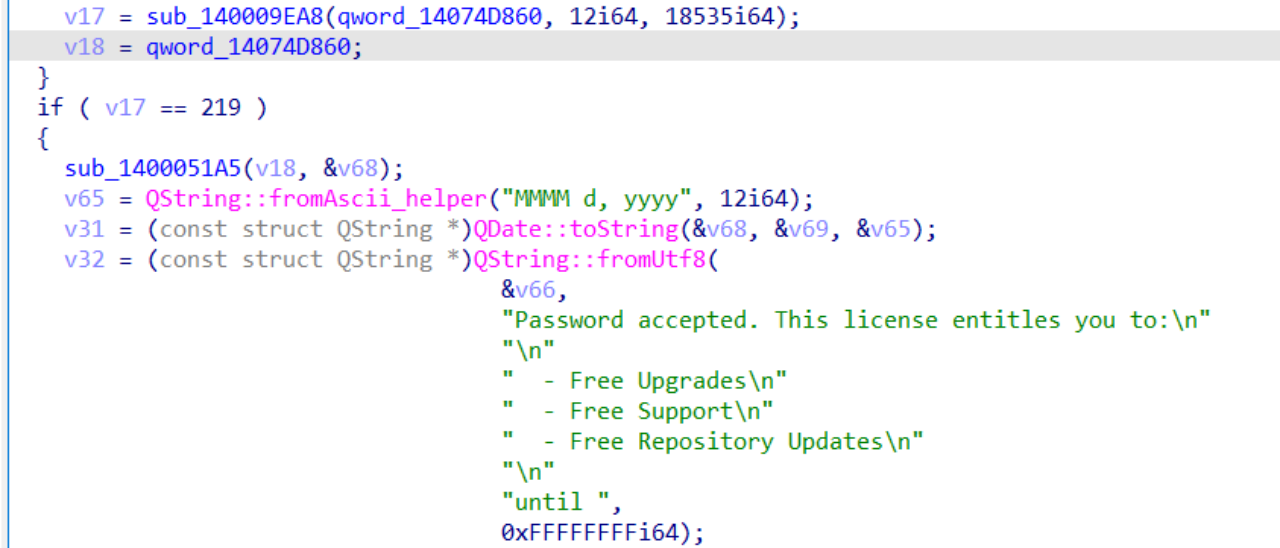 v17 = sub_140009EA8(qword_14074D860, 12i64, 18535i64);
v18 = qword_14074D860;
}
if ( v17 == 219 )
{
sub_1400051A5(v18, &v68);
v65 = QString::fromAscii_helper("MMMM d, yyyy", 12i64);
v31 = (const struct QString *)QDate::toString(&v68, &v69, &v65);
v32 = (const struct QString *)QString::fromUtf8(
&v66,
"Password accepted. This license entitles you to:\n"
"\n"
"  - Free Upgrades\n"
"  - Free Support\n"
"  - Free Repository Updates\n"
"\n"
"until ",
0xFFFFFFFFi64);